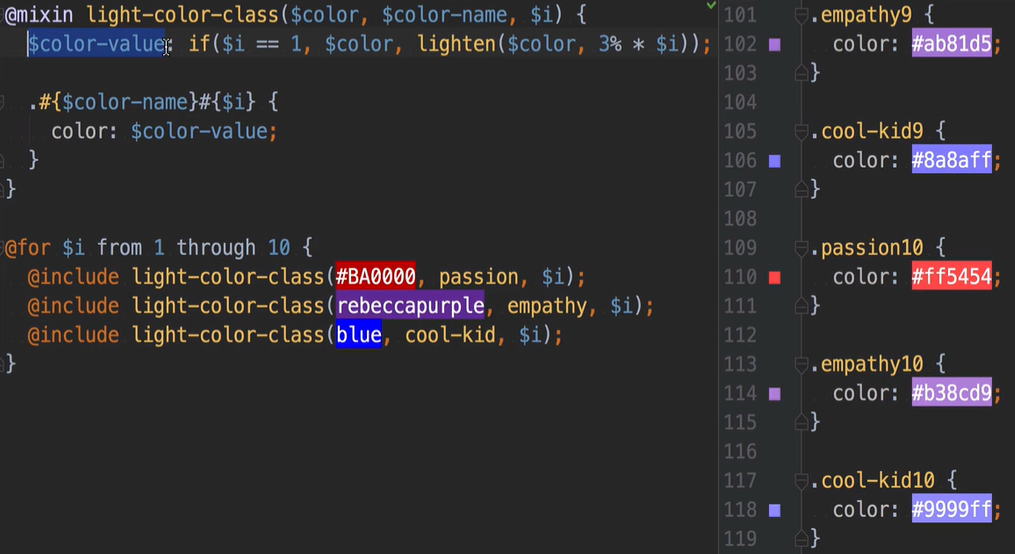 @mixin light-color-class($color, $color-name, $i) {
  $color-value: if($i == 1, $color, lighten($color, 3% * $i));
  .#{$color-name}#{$i} {
    color: $color-value;
  }
}
@for $i from 1 through 10 {
  @include light-color-class(#BA0000, passion, $i);
  @include light-color-class(rebeccapurple, empathy, $i);
  @include light-color-class(blue, cool-kid, $i);
}
101 .empathy9 {
102   color: #ab81d5;
103 }
104
105 .cool-kid9 {
106   color: #8a8aff;
107 }
108
109 .passion10 {
110   color: #ff5454;
111 }
112
113 .empathy10 {
114   color: #b38cd9;
115 }
116
117 .cool-kid10 {
118   color: #9999ff;
119 }